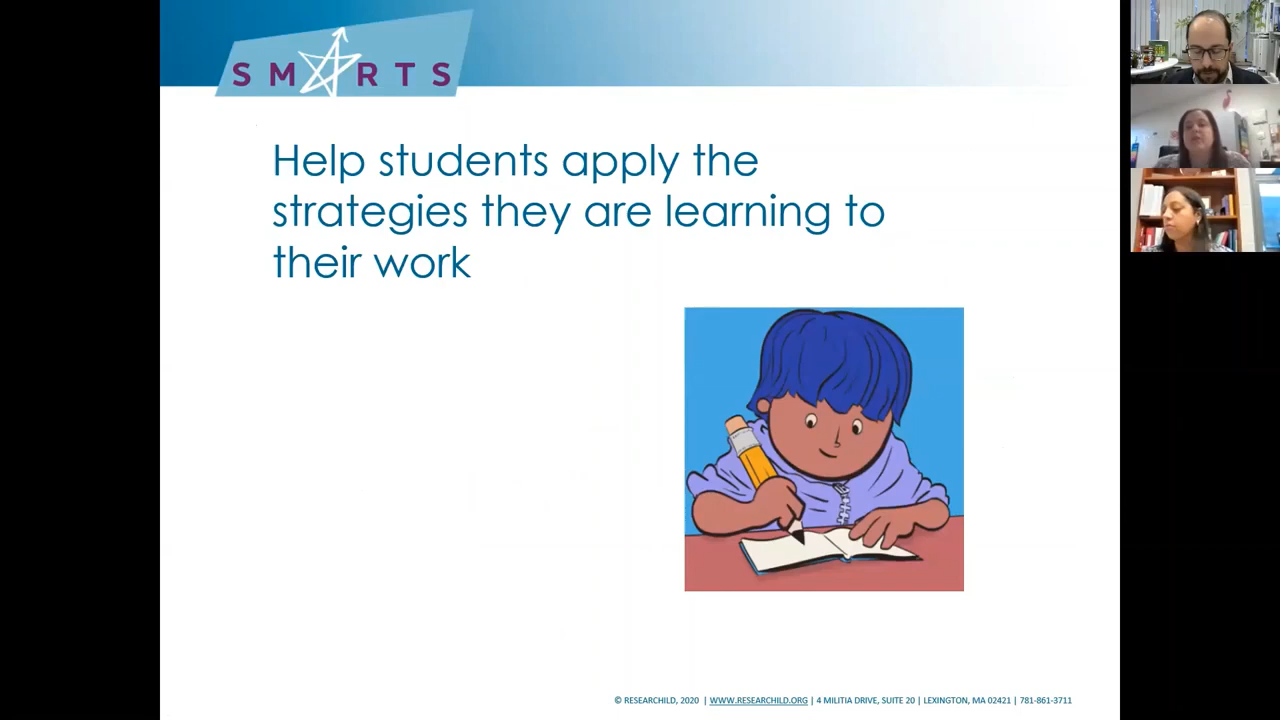 SMARTS
Help students apply the
strategies they are learning to
their work
© RESEARCHILD, 2020 | WWW.RESEARCHILD.ORG | 4 MILITIA DRIVE, SUITE 20 | LEXINGTON, MA 02421 | 781-861-3711